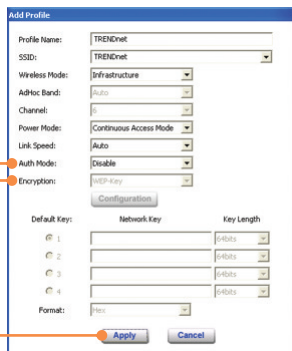 Add Profile
Profile Name: TRENDnet
SSID: TRENDnet
Wireless Mode: Infrastructure
AdHoc Band: Auto
Channel: 6
Power Mode: Continuous Access Mode
Link Speed: Auto
Auth Mode: Disable
Encryption: WEP-Key
Configuration
Default Key: Network Key Key Length
1 64bits
2 64bits
3 64bits
4 64bits
Format: Hex
Apply Cancel